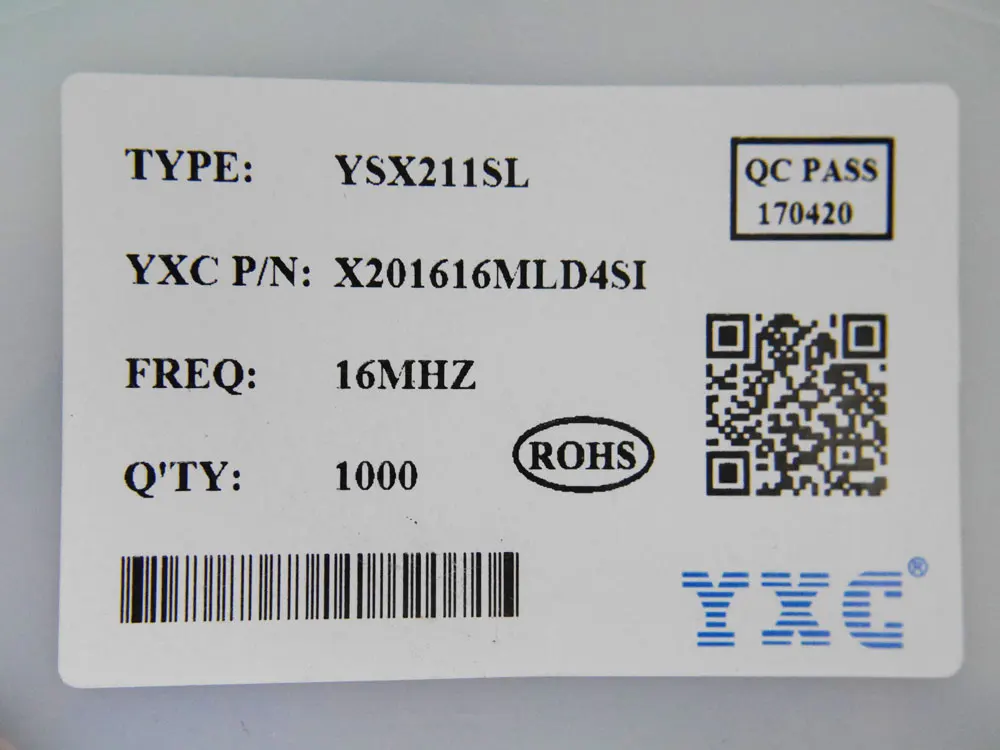 TYPE: YSX211SL
QC PASS
170420
YXC P/N: X201616MLD4SI
FREQ: 16MHZ
Q'TY: 1000
ROHS
YXC®